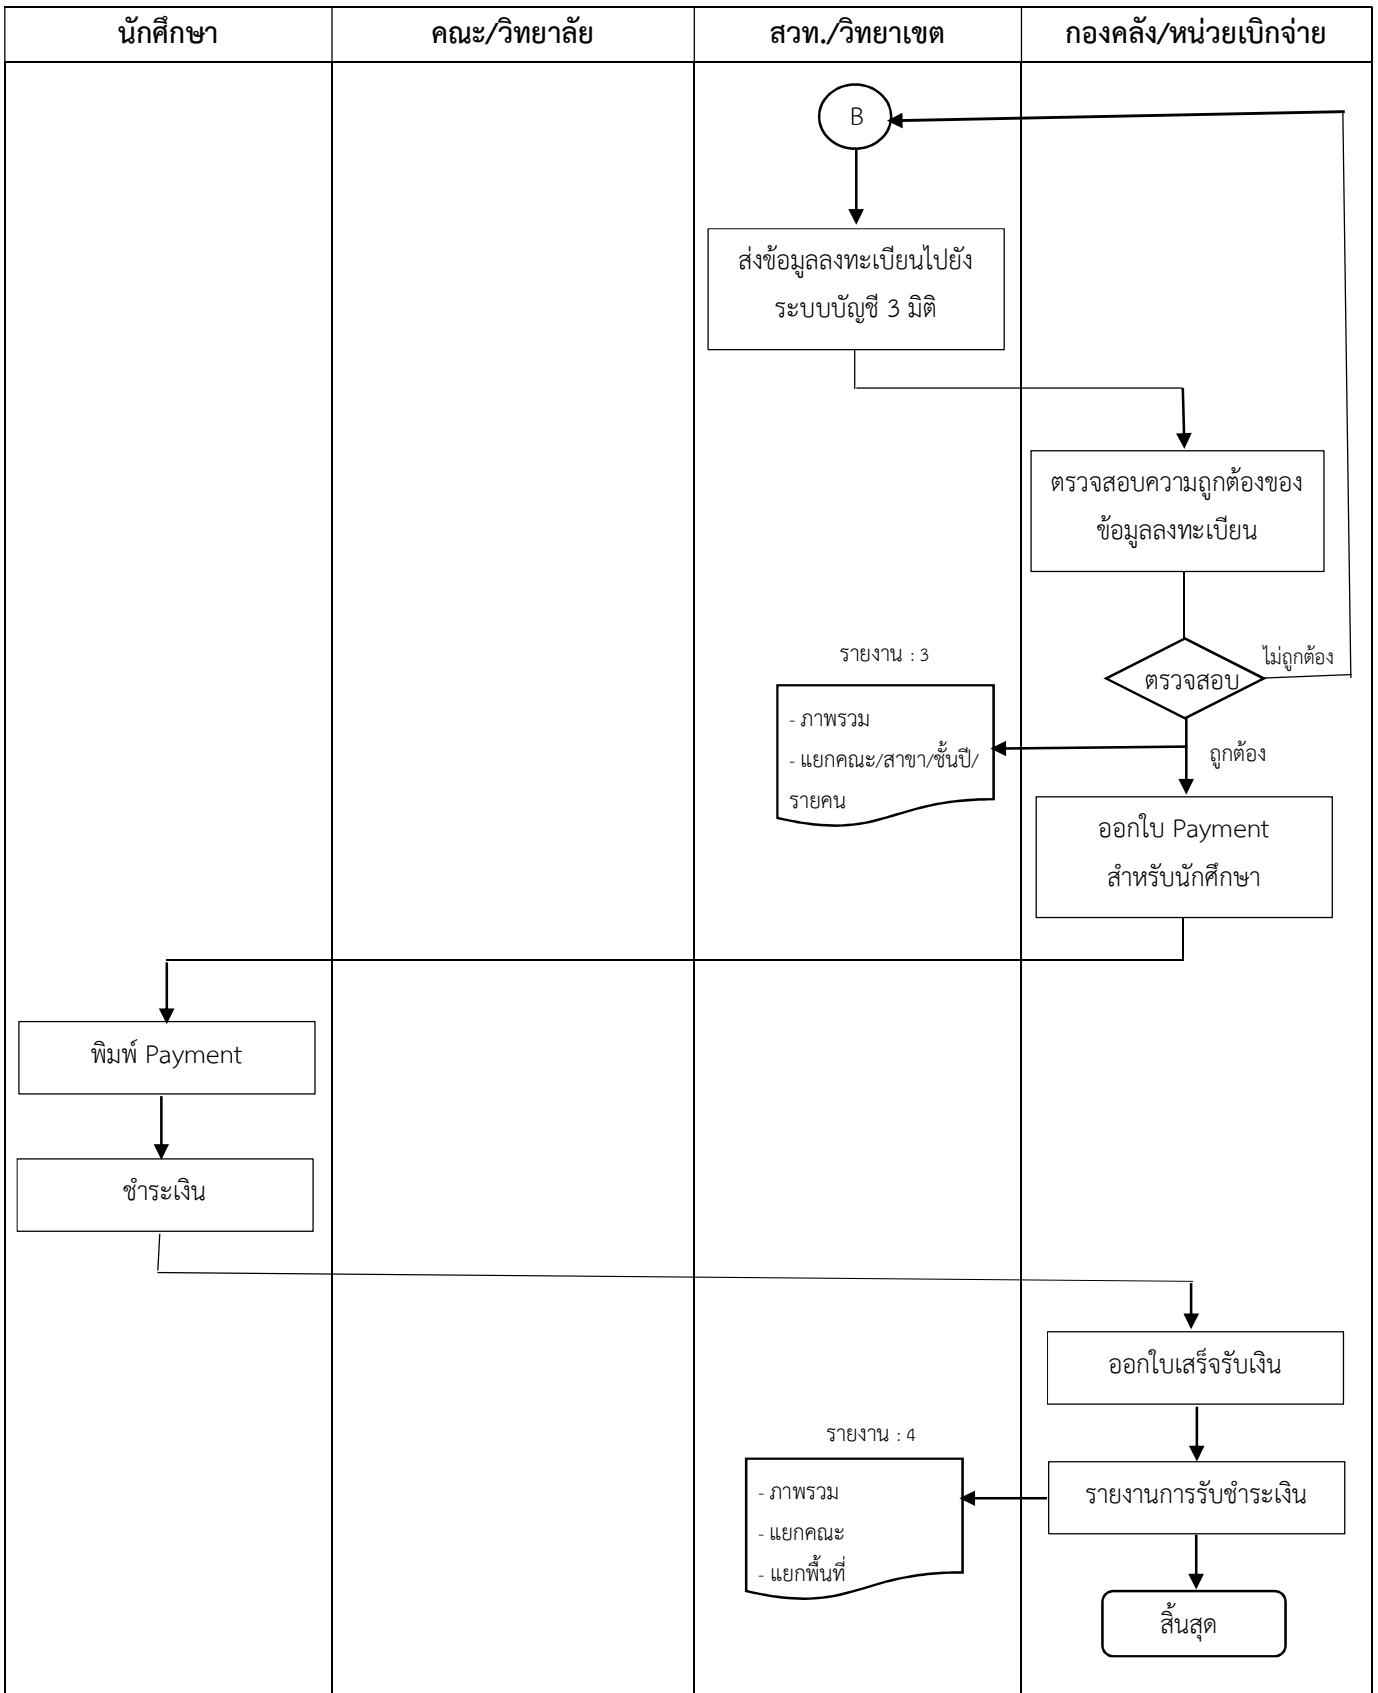 นักศึกษา
คณะ/วิทยาลัย
สวท./วิทยาเขต
กองคลัง/หน่วยเบิกจ่าย
B
ส่งข้อมูลลงทะเบียนไปยัง
ระบบบัญชี 3 มิติ
ตรวจสอบความถูกต้องของ
ข้อมูลลงทะเบียน
รายงาน : 3
ไม่ถูกต้อง
ตรวจสอบ
- ภาพรวม
- แยกคณะ/สาขา/ชั้นปี/
รายคน
ถูกต้อง
ออกใบ Payment
สำหรับนักศึกษา
พิมพ์ Payment
ชำระเงิน
ออกใบเสร็จรับเงิน
รายงาน : 4
- ภาพรวม
- แยกคณะ
- แยกพื้นที่
รายงานการรับชำระเงิน
สิ้นสุด